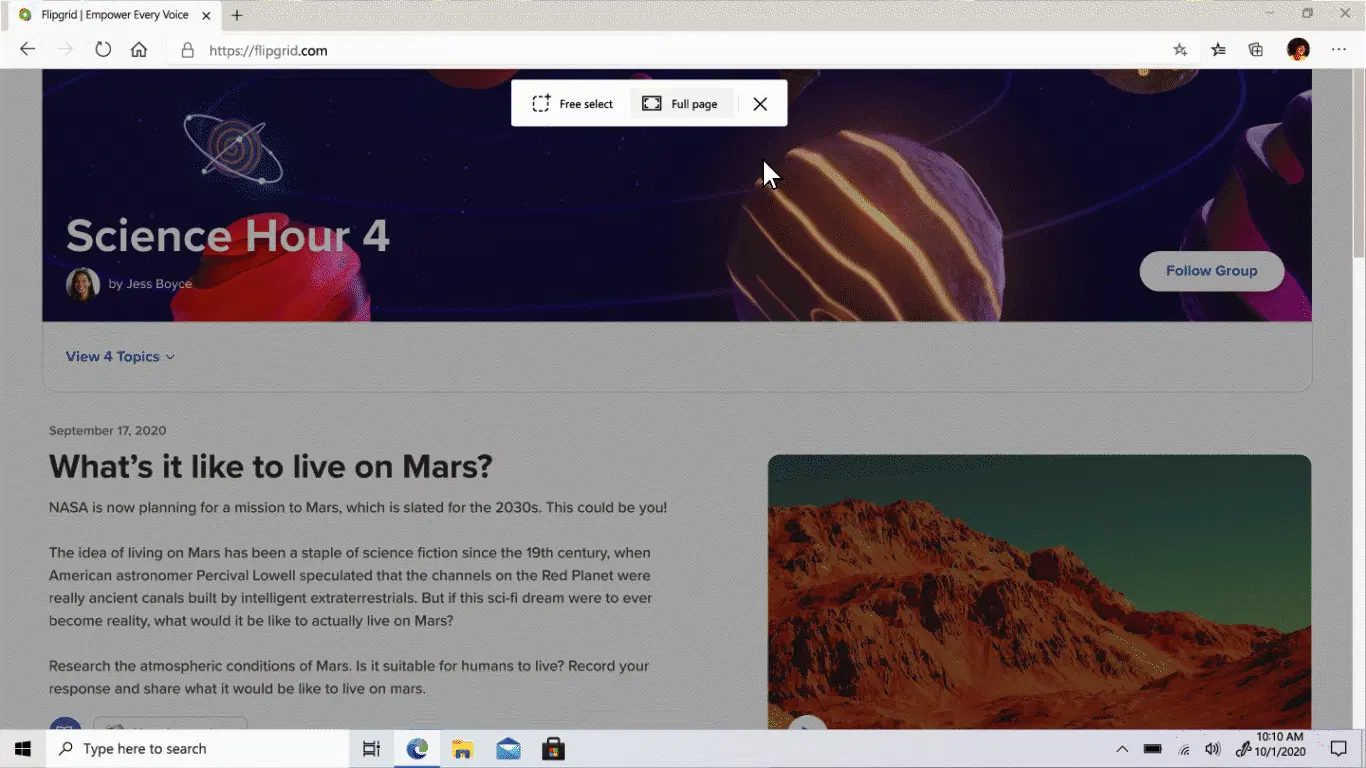 Flipgrid | Empower Every Voice
https://flipgrid.com
Free select
Full page
Science Hour 4
by Jess Boyce
Follow Group
View 4 Topics
September 17, 2020
What's it like to live on Mars?
NASA is now planning for a mission to Mars, which is slated for the 2030s. This could be you!
The idea of living on Mars has been a staple of science fiction since the 19th century, when
American astronomer Percival Lowell speculated that the channels on the Red Planet were
really ancient canals built by intelligent extraterrestrials. But if this sci-fi dream were to ever
become reality, what would it be like to actually live on Mars?
Research the atmospheric conditions of Mars. Is it suitable for humans to live? Record your
response and share what it would be like to live on mars.
Type here to search
10:10 AM
10/1/2020